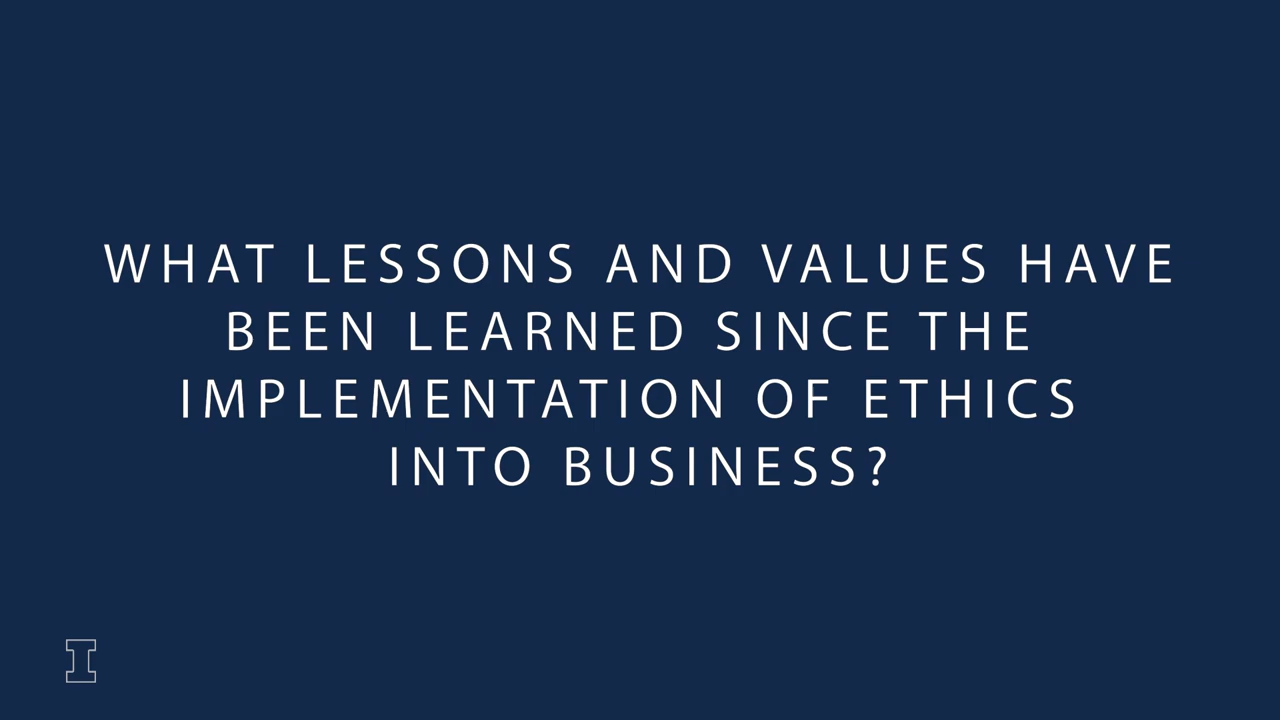 WHAT LESSONS AND VALUES HAVE
BEEN LEARNED SINCE THE
IMPLEMENTATION OF ETHICS
INTO BUSINESS?
I